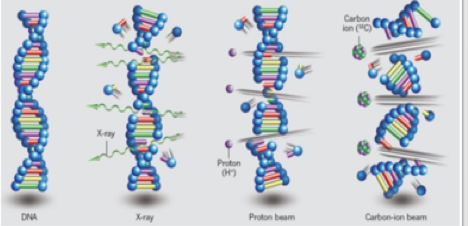 Carbon
ion (¹²C)
X-ray
Proton
(H⁺)
DNA
X-ray
Proton beam
Carbon-ion beam